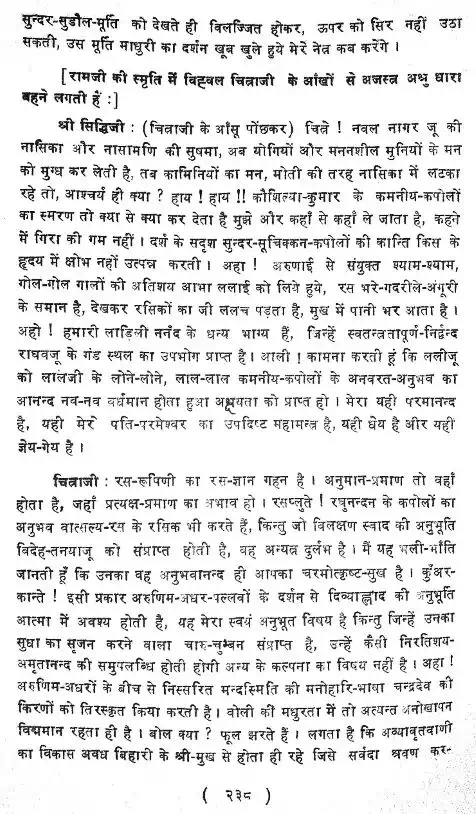 सुन्दर-सुडौल-मूर्ति को देखते ही विलज्जित होकर, ऊपर को सिर नहीं उठा
सकती, उस मूर्ति माधुरी का दर्शन खूब खुले हुये मेरे नेत्र कब करेंगे ।
[रामजी की स्मृति में विह्वल चित्राजी के आंखों से अजस्त्र अश्रु धारा
बहने लगती हैं :]
श्री सिद्धिजी : (चित्राजी के आंसू पोंछकर) चित्रे ! नवल नागर जू की
नासिका और नासामणि की सुषमा, अब योगियों और मननशील मुनियों के मन
को मुग्ध कर लेती है, तब कामिनियों का मन, मोती की तरह नासिका में लटका
रहे तो, आश्चर्य ही क्या ? हाय ! हाय !! कौशिल्या-कुमार के कमनीय-कपोलों
का स्मरण तो क्या से क्या कर देता है मुझे और कहाँ से कहाँ ले जाता है, कहने
में गिरा की गम नहीं । दर्श के सदृश सुन्दर-सूचिक्कन-कपोलों की कान्ति किस के
हृदय में क्षोभ नहीं उत्पन्न करती । अहा ! अरुणाई से संयुक्त श्याम-श्याम,
गोल-गोल गालों की अतिशय आभा ललाई को लिये हुये, रस भरे-गदरीले-अंगूरी
के समान है, देखकर रसिकों का जी ललच पड़ता है, मुख में पानी भर आता है ।
अहो ! हमारी लाडिली ननँद के धन्य भाग्य हैं, जिन्हें स्वतन्त्रतापूर्ण-निर्द्वन्द
राघवजू के गंड स्थल का उपभोग प्राप्त है । आली ! कामना करती हूं कि ललीजू
को लालजी के लोने-लोने, लाल-लाल कमनीय-कपोलों के अनवरत-अनुभव का
आनन्द नव-नव वर्धमान होता हुआ अक्षूयता को प्राप्त हो । मेरा यही परमानन्द
है, यही मेरे पति-परमेश्वर का उपदिष्ट महामन्त्र है, यही ध्येय है और यही
ज्ञेय-गेय है ।
चित्राजी : रस-रूपिणी का रस-ज्ञान गहन है । अनुमान-प्रमाण तो वहाँ
होता है, जहाँ प्रत्यक्ष-प्रमाण का अभाव हो । रसप्लुते ! रघुनन्दन के कपोलों का
अनुभव वात्सल्य-रस के रसिक भी करते हैं, किन्तु जो विलक्षण स्वाद की अनुभूति
विदेह-तनयाजू को संप्राप्त होती है, वह अन्यत्र दुर्लभ है । मैं यह भली-भाँति
जानती हूँ कि उनका वह अनुभवानन्द ही आपका चरमोत्कृष्ट-सुख है । कुँअर-
कान्ते ! इसी प्रकार अरुणिम-अधर-पल्लवों के दर्शन से दिव्याह्लाद की अनुभूति
आत्मा में अवश्य होती है, यह मेरा स्वयं अनुभूत विषय है किन्तु जिन्हें उनका
सुधा का सृजन करने वाला चारु-चुम्बन संप्राप्त है, उन्हें कैसी निरतिशय-
अमृतानन्द की समुपलब्धि होती होगी अन्य के कल्पना का विषय नहीं है । अहा !
अरुणिम-अधरों के बीच से निस्सरित मन्दस्मिति की मनोहारि-भाषा चन्द्रदेव की
किरणों को तिरस्कृत किया करती है । बोली की मधुरता में तो अत्यन्त अनोखापन
विद्यमान रहता ही है । बोल क्या ? फूल झरते हैं । लगता है कि अव्यावृतवाणी
का विकास अवध बिहारी के श्री-मुख से होता ही रहे जिसे सर्वदा श्रवण कर-
( २३८ )